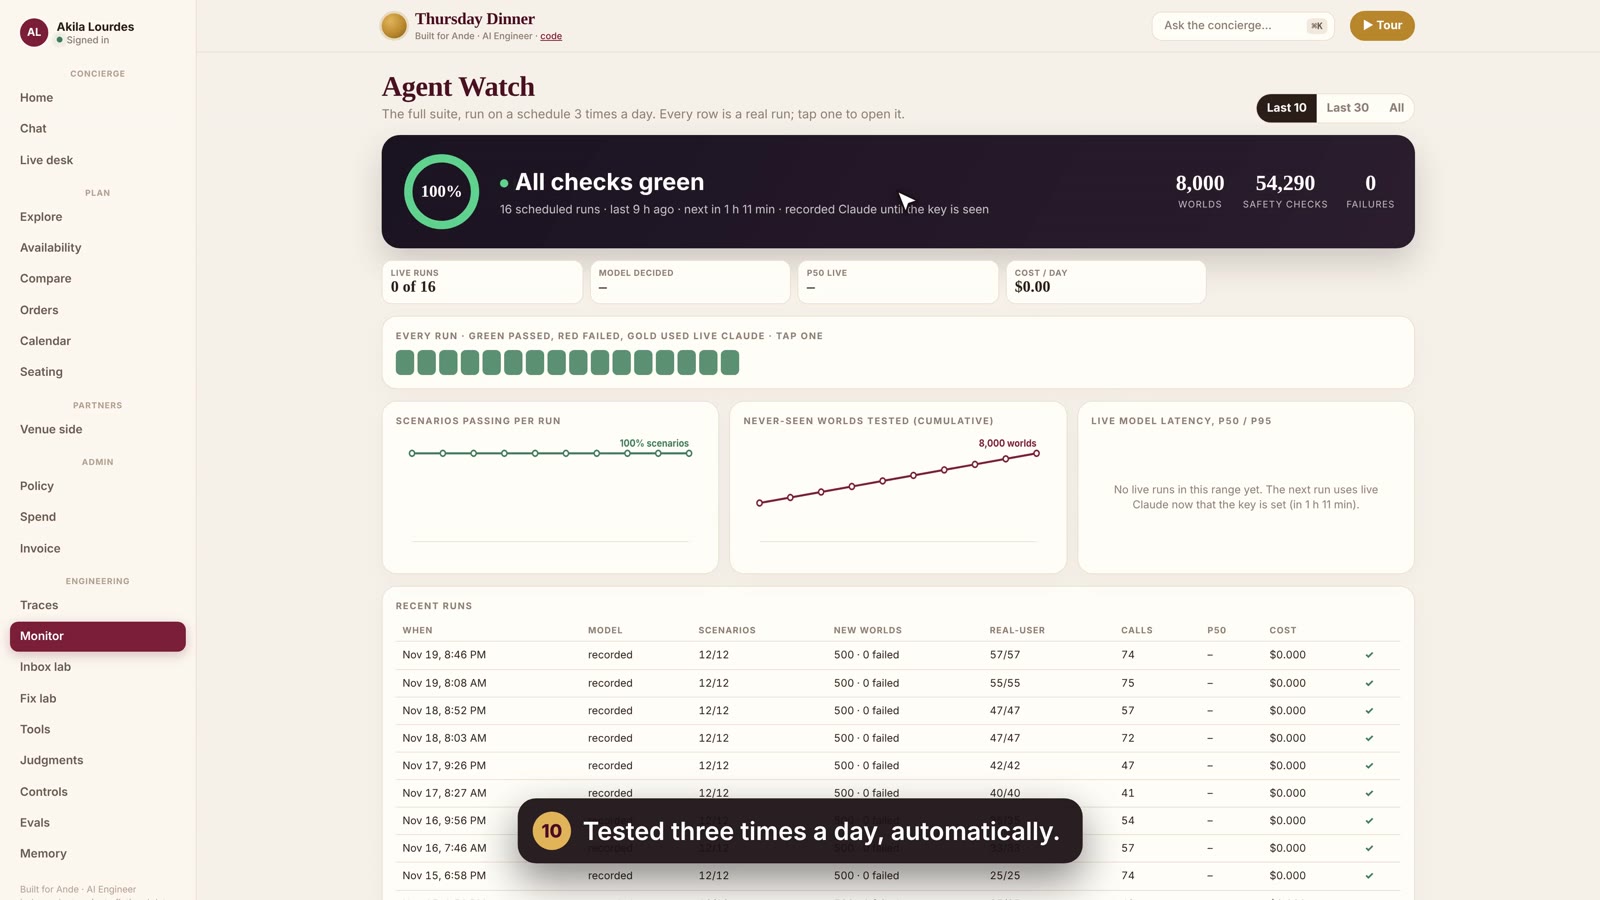 AL
Akila Lourdes
Signed in
CONCIERGE
Home
Chat
Live desk
PLAN
Explore
Availability
Compare
Orders
Calendar
Seating
PARTNERS
Venue side
ADMIN
Policy
Spend
Invoice
ENGINEERING
Traces
Monitor
Inbox lab
Fix lab
Tools
Judgments
Controls
Evals
Memory
Built for Ande · AI Engineer
Thursday Dinner
Built for Ande · AI Engineer · code
Ask the concierge... ⌘K
▶ Tour
Agent Watch
The full suite, run on a schedule 3 times a day. Every row is a real run; tap one to open it.
Last 10 Last 30 All
100%
All checks green
16 scheduled runs · last 9 h ago · next in 1 h 11 min · recorded Claude until the key is seen
8,000 54,290 0
WORLDS SAFETY CHECKS FAILURES
LIVE RUNS
0 of 16
MODEL DECIDED
–
P50 LIVE
–
COST / DAY
$0.00
EVERY RUN · GREEN PASSED, RED FAILED, GOLD USED LIVE CLAUDE · TAP ONE
SCENARIOS PASSING PER RUN
100% scenarios
NEVER-SEEN WORLDS TESTED (CUMULATIVE)
8,000 worlds
LIVE MODEL LATENCY, P50 / P95
No live runs in this range yet. The next run uses live
Claude now that the key is set (in 1 h 11 min).
RECENT RUNS
WHEN MODEL SCENARIOS NEW WORLDS REAL-USER CALLS P50 COST
Nov 19, 8:46 PM recorded 12/12 500 · 0 failed 57/57 74 – $0.000 ✓
Nov 19, 8:08 AM recorded 12/12 500 · 0 failed 55/55 75 – $0.000 ✓
Nov 18, 8:52 PM recorded 12/12 500 · 0 failed 47/47 57 – $0.000 ✓
Nov 18, 8:03 AM recorded 12/12 500 · 0 failed 47/47 72 – $0.000 ✓
Nov 17, 9:26 PM recorded 12/12 500 · 0 failed 42/42 47 – $0.000 ✓
Nov 17, 8:27 AM recorded 12/12 500 · 0 failed 40/40 41 – $0.000 ✓
Nov 16, 9:56 PM 54 – $0.000 ✓
Nov 16, 7:46 AM 57 – $0.000 ✓
Nov 15, 6:58 PM recorded 12/12 500 · 0 failed 25/25 74 – $0.000 ✓
10 Tested three times a day, automatically.